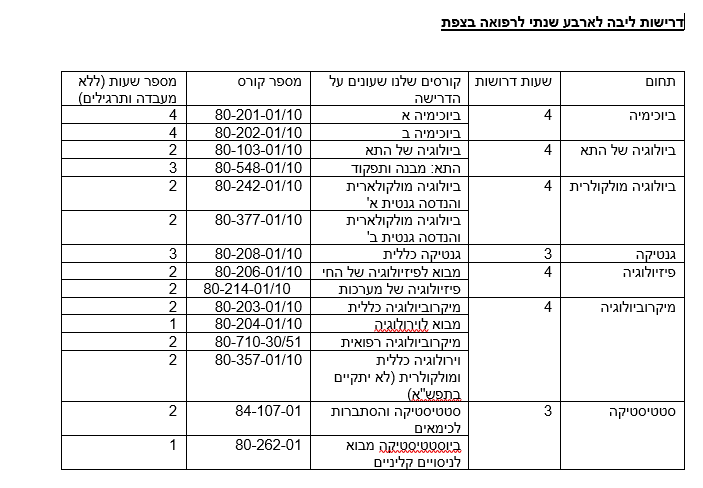 דרישות ליבה לארבע שנתי לרפואה בצפת
תחום שעות דרושות קורסים שלנו שעונים על מספר קורס מספר שעות (ללא
הדרישה מעבדה ותרגילים)
ביוכימיה 4 ביוכימיה א 80-201-01/10 4
ביוכימיה ב 80-202-01/10 4
ביולוגיה של התא 4 ביולוגיה של התא 80-103-01/10 2
התא: מבנה ותפקוד 80-548-01/10 3
ביולוגיה מולקולרית 4 ביולוגיה מולקולארית 80-242-01/10 2
והנדסה גנטית א'
ביולוגיה מולקולארית 80-377-01/10 2
והנדסה גנטית ב'
גנטיקה 3 גנטיקה כללית 80-208-01/10 3
פיזיולוגיה 4 מבוא לפיזיולוגיה של החי 80-206-01/10 2
פיזיולוגיה של מערכות 80-214-01/10 2
מיקרוביולוגיה 4 מיקרוביולוגיה כללית 80-203-01/10 2
מבוא לוירולוגיה 80-204-01/10 1
מיקרוביולוגיה רפואית 80-710-30/51 2
וירולוגיה כללית 80-357-01/10 2
ומולקולרית (לא יתקיים
בתפש"א)
סטטיסטיקה 3 סטטיסטיקה והסתברות 84-107-01 2
לכימאים
ביוסטטיסטיקה מבוא 80-262-01 1
לניסויים קליניים